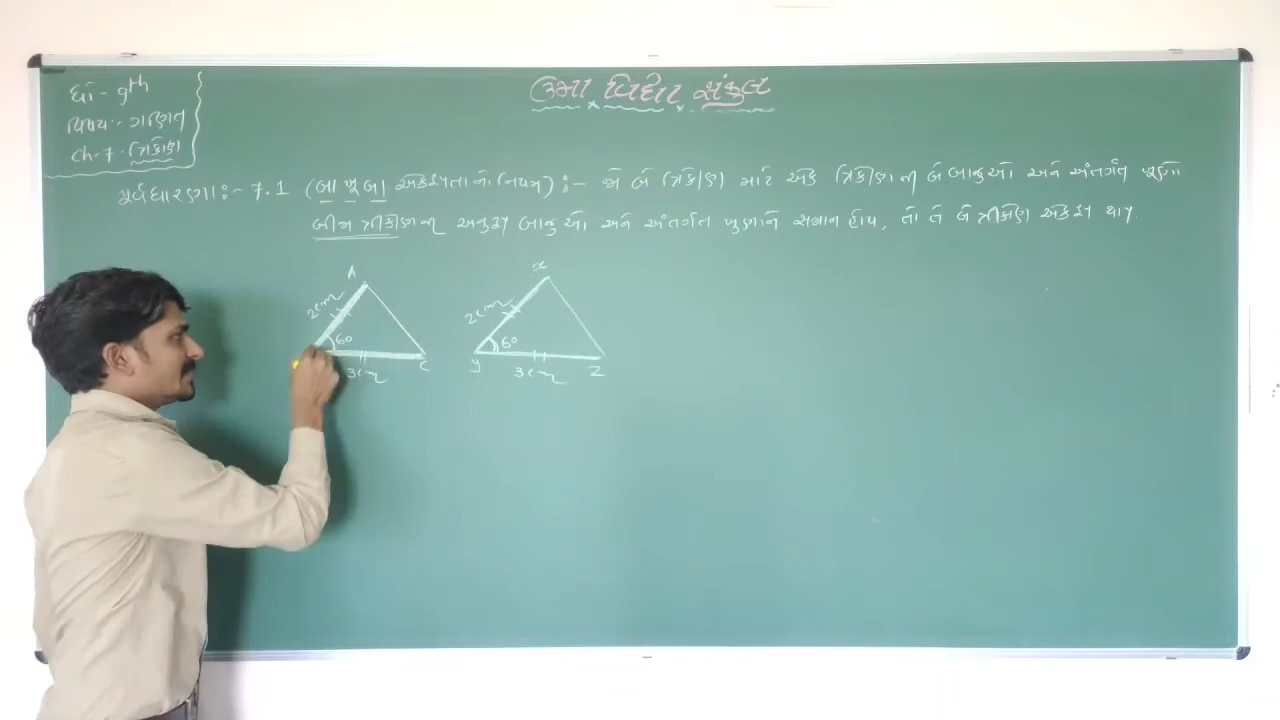 ઉમા વિદ્યા સંકુલ
ધો - 9th
વિષય:- ગણિત
ch-7 - ત્રિકોણ
પૂર્વધારણા:- 7.1 (બા ખૂ બા એકરૂપતાનો નિયમ) :- જો બે ત્રિકોણ માટે એક ત્રિકોણની બે બાજુઓ અને અંતર્ગત ખૂણો
બીજા ત્રીકોણની અનુરૂપ બાજુઓ અને અંતર્ગત ખુણાને સમાન હોય, તો તે બે ત્રીકોણ એકરૂપ થાય.
A
2cm
60
3cm
C
x
2cm
60
y
3cm
Z